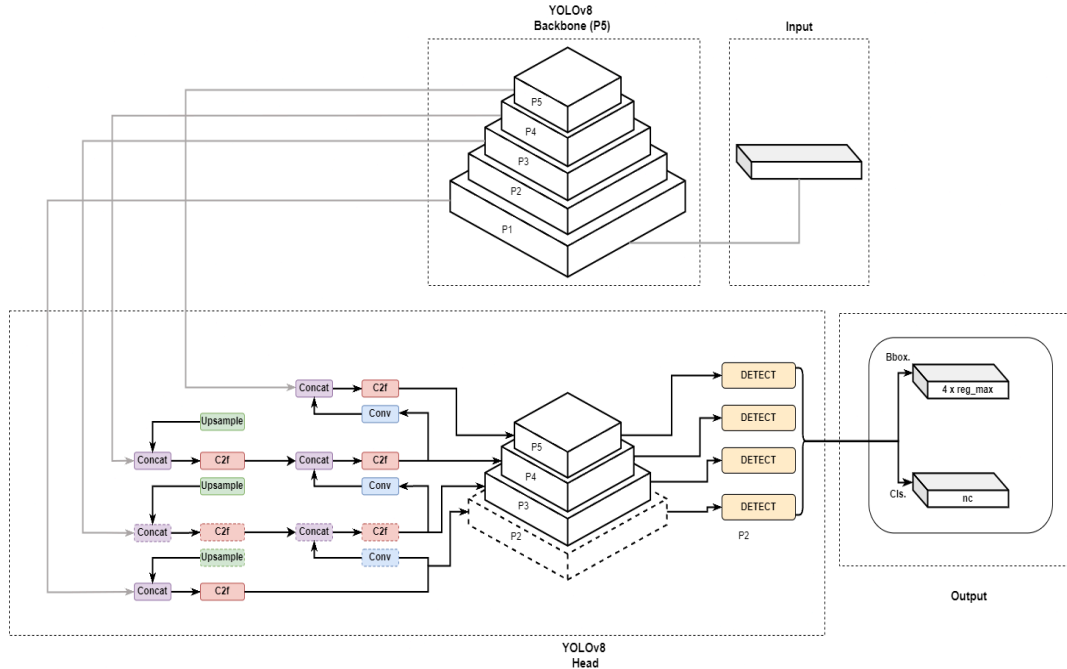 YOLOv8
Backbone (P5)
Input
P5
P4
P3
P2
P1
Concat
C2f
Conv
Upsample
Concat
C2f
Concat
C2f
Upsample
Conv
Concat
C2f
Concat
C2f
Upsample
Conv
Concat
C2f
P5
P4
P3
P2
DETECT
DETECT
DETECT
DETECT
P2
Bbox.
4 x reg_max
Cls.
nc
Output
YOLOv8
Head